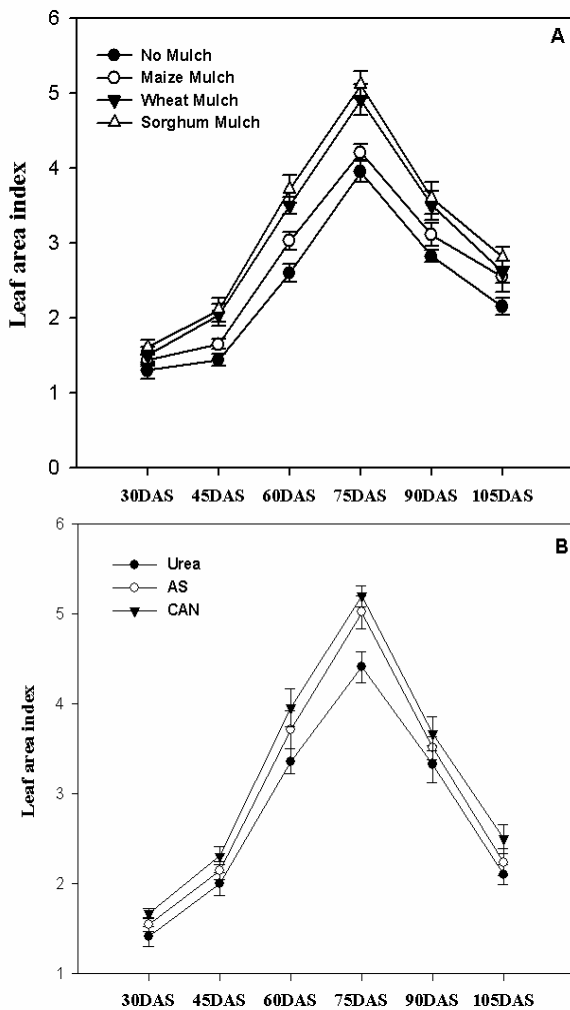 6
A
No Mulch
Maize Mulch
Wheat Mulch
Sorghum Mulch
5
4
3
2
1
0
Leaf area index
30DAS 45DAS 60DAS 75DAS 90DAS 105DAS
6
B
Urea
AS
CAN
5
4
3
2
1
Leaf area index
30DAS 45DAS 60DAS 75DAS 90DAS 105DAS